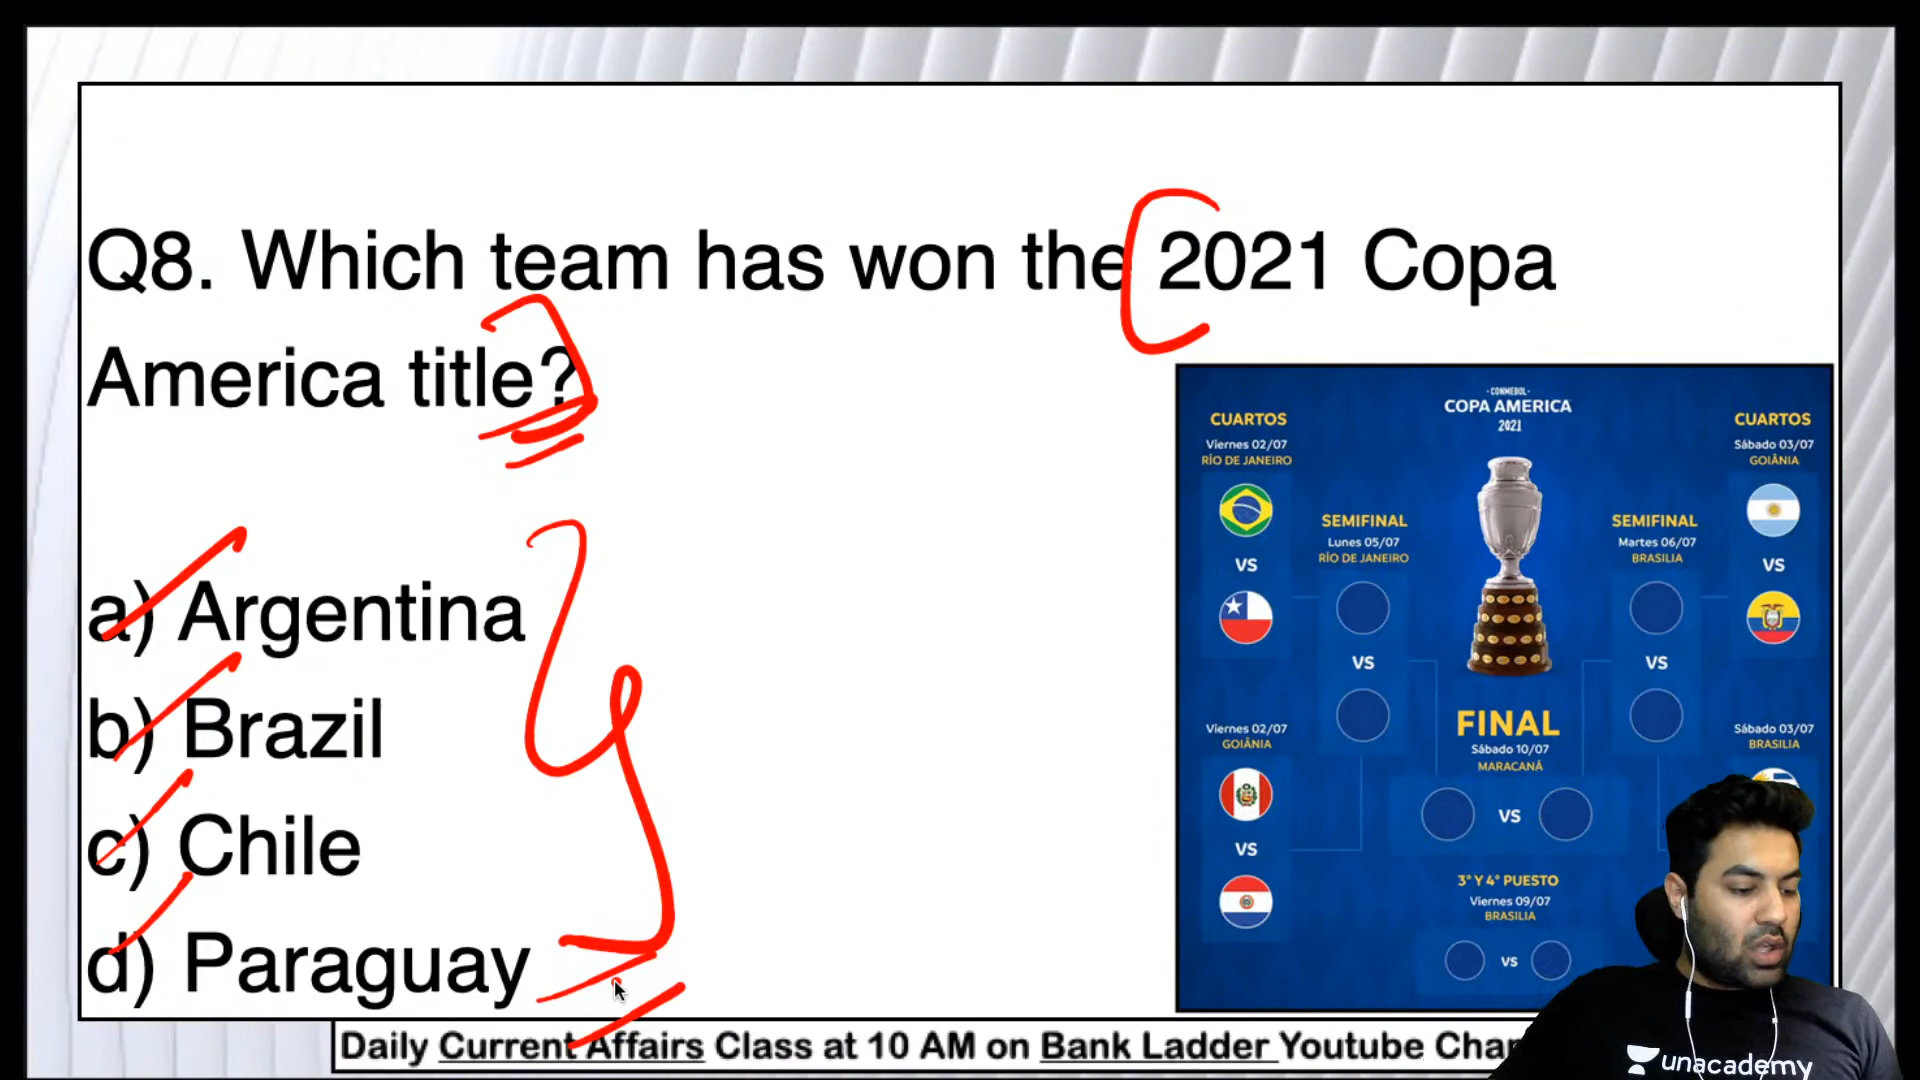 Q8. Which team has won the 2021 Copa
America title?
a) Argentina
b) Brazil
c) Chile
d) Paraguay
-CONMEBOL-
COPA AMERICA
2021
CUARTOS
Viernes 02/07
RÍO DE JANEIRO
VS
SEMIFINAL
Lunes 05/07
RÍO DE JANEIRO
VS
Viernes 02/07
GOIÂNIA
VS
FINAL
Sábado 10/07
MARACANÁ
VS
3º Y 4º PUESTO
Viernes 09/07
BRASILIA
VS
SEMIFINAL
Martes 06/07
BRASILIA
VS
CUARTOS
Sábado 03/07
GOIÂNIA
VS
Sábado 03/07
BRASILIA
Daily Current Affairs Class at 10 AM on Bank Ladder Youtube
unacademy